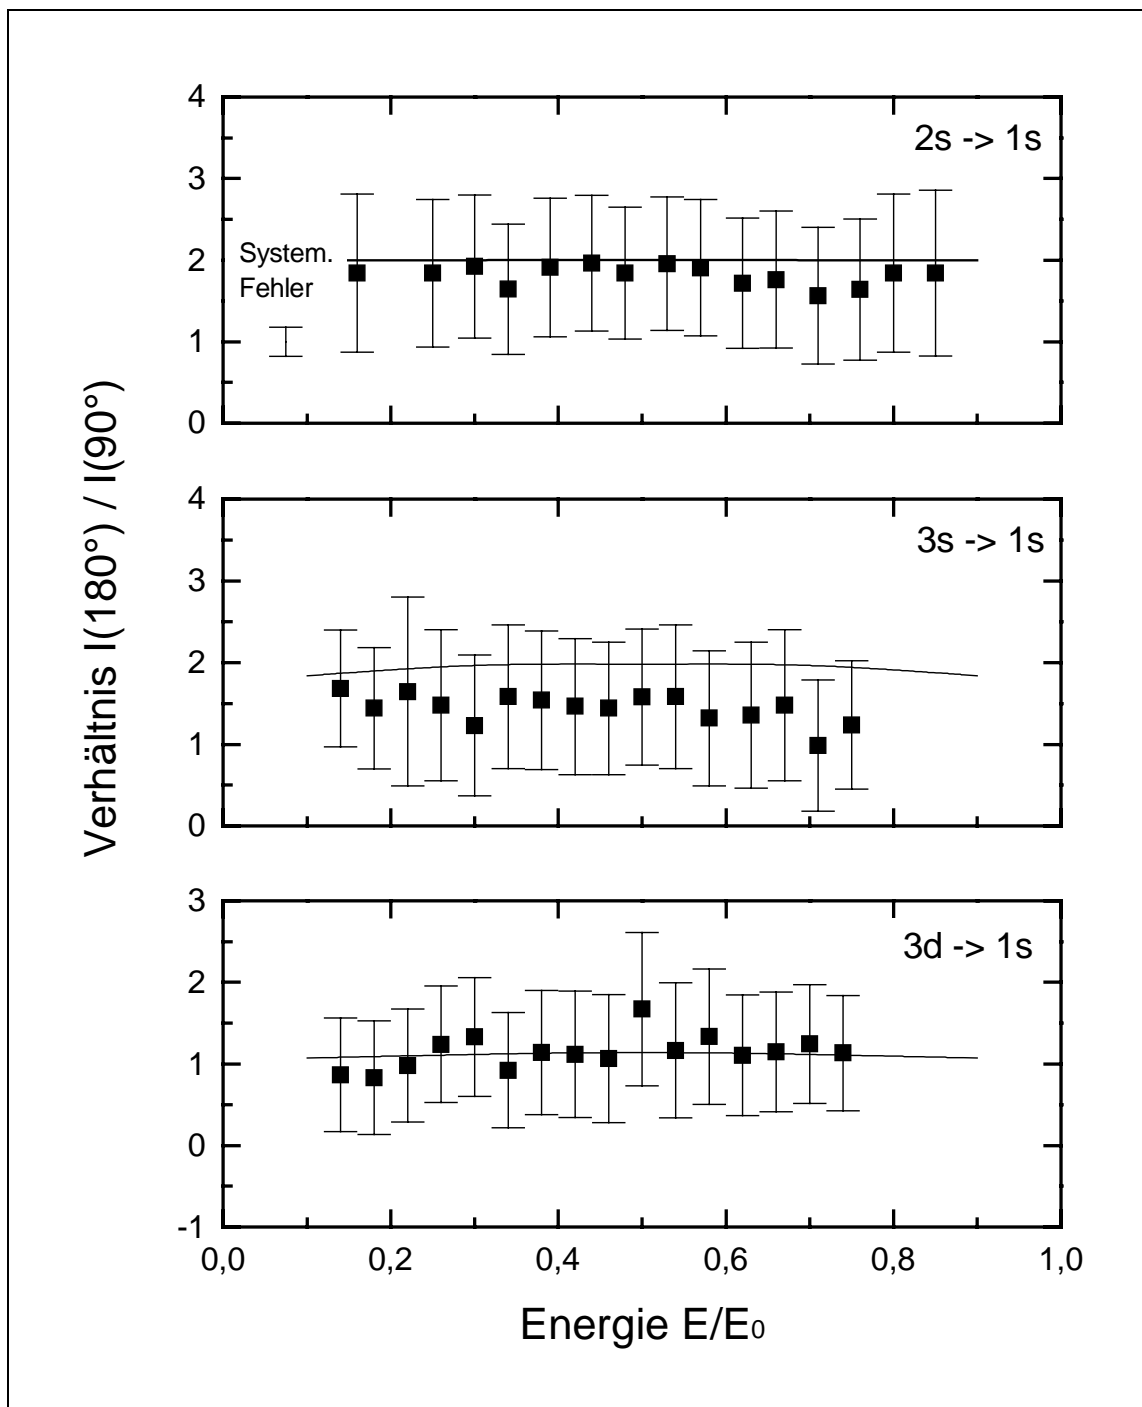 Verhältnis I(180°) / I(90°)
4
3
2
1
0
2s -> 1s
System.
Fehler
4
3
2
1
0
3s -> 1s
3
2
1
0
-1
3d -> 1s
0,0 0,2 0,4 0,6 0,8 1,0
Energie E/E0